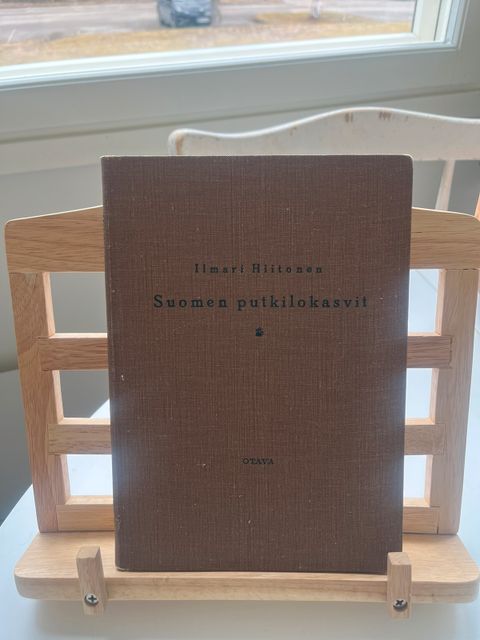 Ilmari Hiitonen
Suomen putkilokasvit
OTAVA